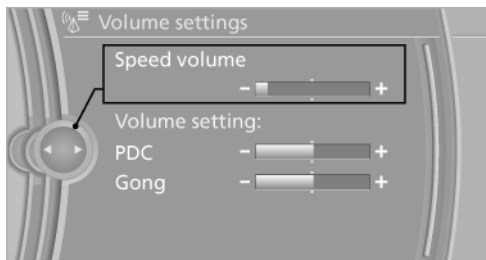 Volume settings
Speed volume
- +
Volume setting:
PDC - +
Gong - +